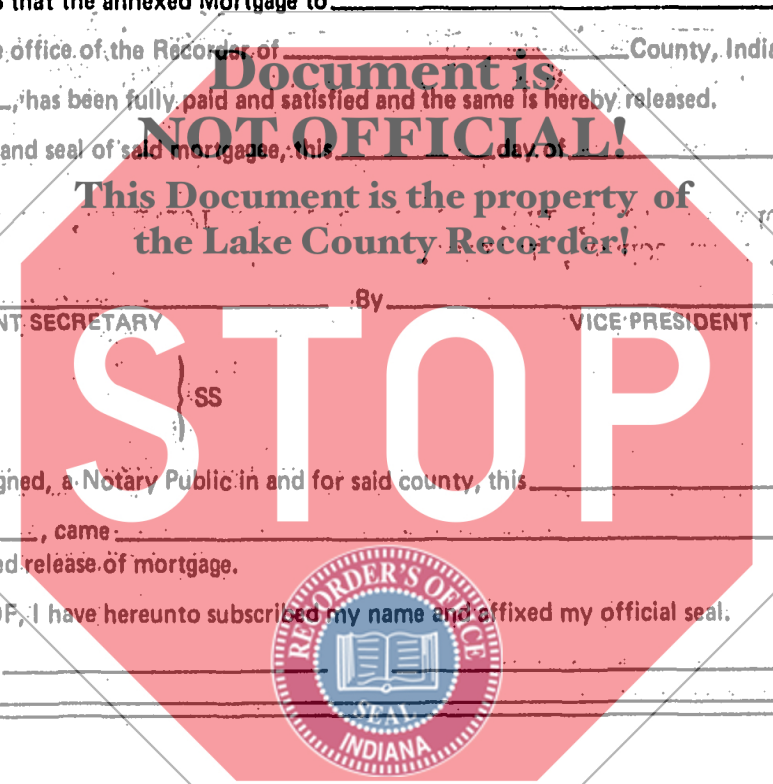 that the annexed Mortgage to
office of the Recorder of County, India
Document is
has been fully paid and satisfied and the same is hereby released.
NOT OFFICIAL!
and seal of said mortgagee, this day of
This Document is the property of
the Lake County Recorder!
By
NT SECRETARY VICE PRESIDENT
STOP
SS
gned, a Notary Public in and for said county, this
, came
ed release of mortgage.
OF, I have hereunto subscribed my name and affixed my official seal.
RECORDER'S OFFICE
SEAL
INDIANA